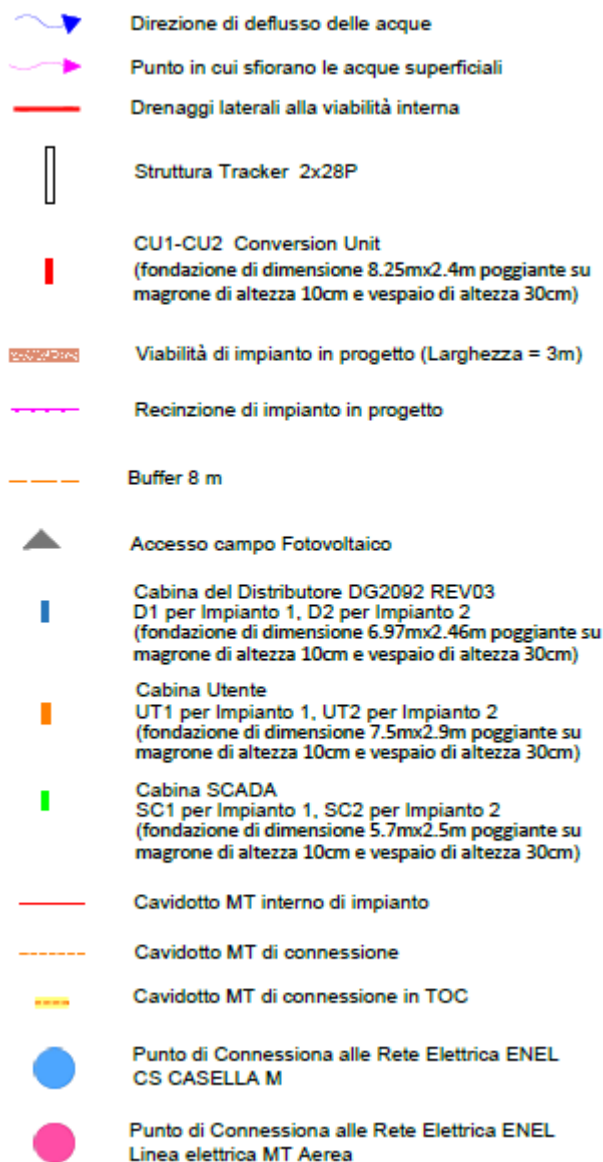 Direzione di deflusso delle acque
Punto in cui sfiorano le acque superficiali
Drenaggi laterali alla viabilità interna
Struttura Tracker 2x28P
CU1-CU2 Conversion Unit
(fondazione di dimensione 8.25mx2.4m poggiante su
magrone di altezza 10cm e vespaio di altezza 30cm)
Viabilità di impianto in progetto (Larghezza = 3m)
Recinzione di impianto in progetto
Buffer 8 m
Accesso campo Fotovoltaico
Cabina del Distributore DG2092 REV03
D1 per Impianto 1, D2 per Impianto 2
(fondazione di dimensione 6.97mx2.46m poggiante su
magrone di altezza 10cm e vespaio di altezza 30cm)
Cabina Utente
UT1 per Impianto 1, UT2 per Impianto 2
(fondazione di dimensione 7.5mx2.9m poggiante su
magrone di altezza 10cm e vespaio di altezza 30cm)
Cabina SCADA
SC1 per Impianto 1, SC2 per Impianto 2
(fondazione di dimensione 5.7mx2.5m poggiante su
magrone di altezza 10cm e vespaio di altezza 30cm)
Cavidotto MT interno di impianto
Cavidotto MT di connessione
Cavidotto MT di connessione in TOC
Punto di Connessiona alle Rete Elettrica ENEL
CS CASELLA M
Punto di Connessiona alle Rete Elettrica ENEL
Linea elettrica MT Aerea